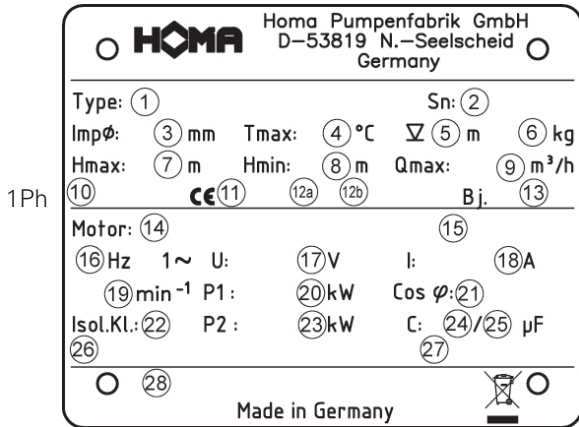 HOMA Homa Pumpenfabrik GmbH
D-53819 N.-Seelscheid
Germany
Type: 1 Sn: 2
Impø: 3 mm Tmax: 4 °C ∇ 5 m 6 kg
Hmax: 7 m Hmin: 8 m Qmax: 9 m³/h
1Ph
10 CE 11 12a 12b Bj. 13
Motor: 14 15
16 Hz 1~ U: 17 V I: 18 A
19 min⁻¹ P1: 20 kW Cos φ: 21
Isol.Kl.: 22 P2: 23 kW C: 24/25 µF
26 27
28
Made in Germany